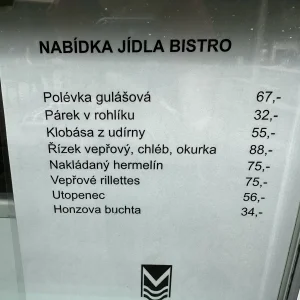 NABÍDKA JÍDLA BISTRO
Polévka gulášová 67,-
Párek v rohlíku 32,-
Klobása z udírny 55,-
Řízek vepřový, chléb, okurka 88,-
Nakládaný hermelín 75,-
Vepřové rillettes 75,-
Utopenec 56,-
Honzova buchta 34,-